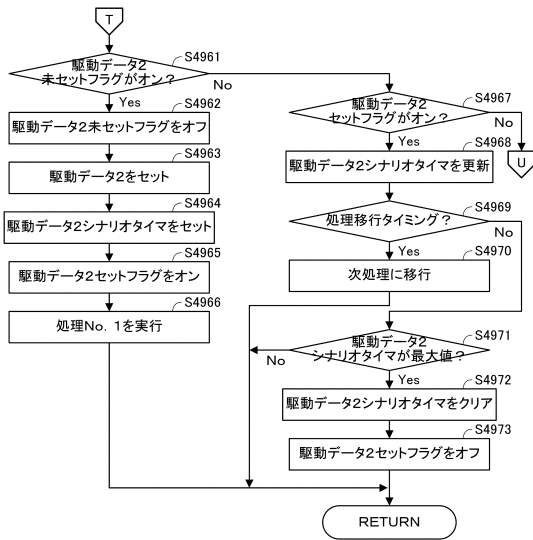 T
S4961
駆動データ2
未セットフラグがオン？
No
Yes
S4962
駆動データ2未セットフラグをオフ
S4963
駆動データ2をセット
S4964
駆動データ2シナリオタイマをセット
S4965
駆動データ2セットフラグをオン
S4966
処理No. 1を実行
S4967
駆動データ2
セットフラグがオン？
No
U
Yes
S4968
駆動データ2シナリオタイマを更新
S4969
処理移行タイミング？
No
Yes
S4970
次処理に移行
S4971
駆動データ2
シナリオタイマが最大値？
No
Yes
S4972
駆動データ2シナリオタイマをクリア
S4973
駆動データ2セットフラグをオフ
RETURN